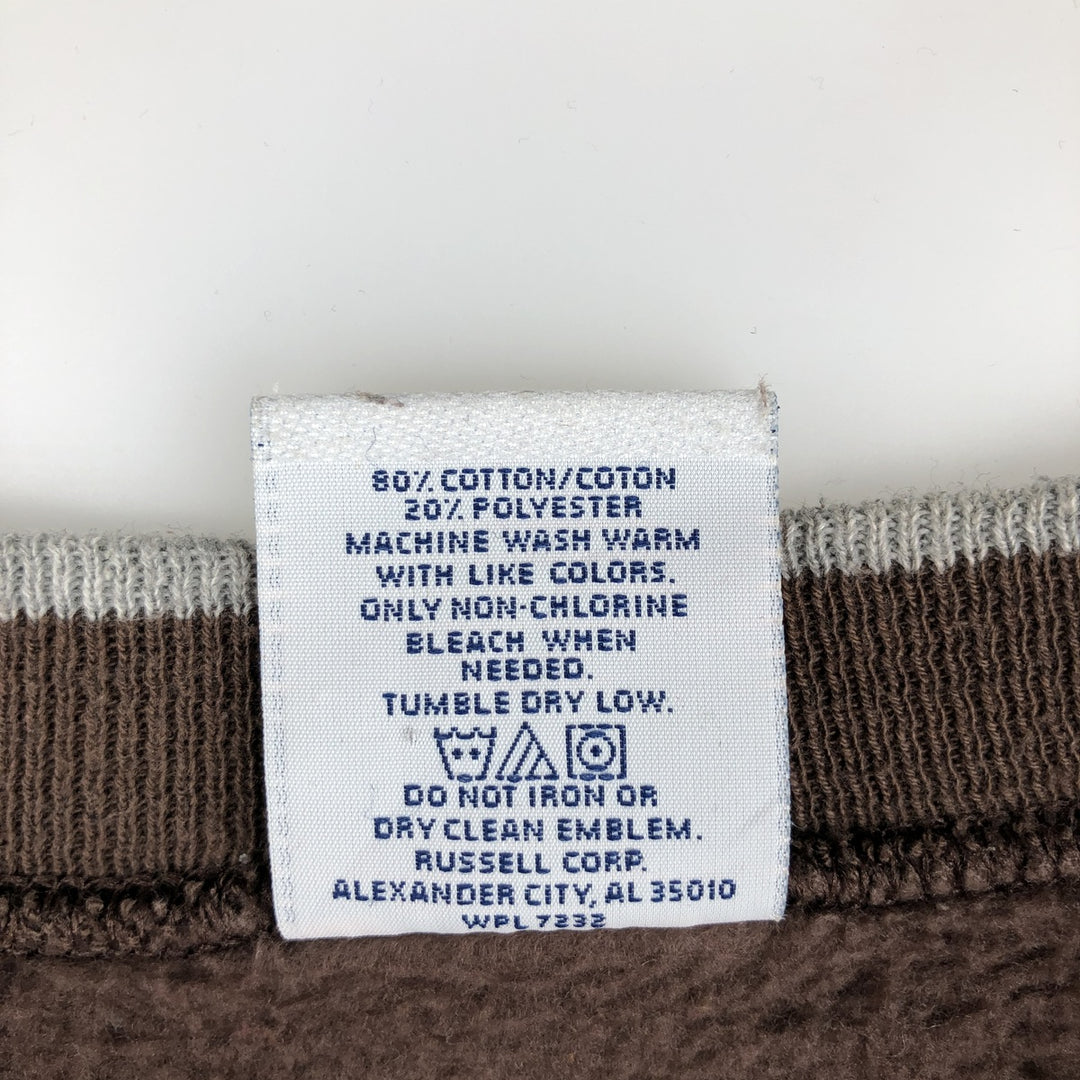 80% COTTON/COTON
20% POLYESTER
MACHINE WASH WARM
WITH LIKE COLORS.
ONLY NON-CHLORINE
BLEACH WHEN
NEEDED.
TUMBLE DRY LOW.
DO NOT IRON OR
DRY CLEAN EMBLEM.
RUSSELL CORP.
ALEXANDER CITY, AL 35010
WPL 7232